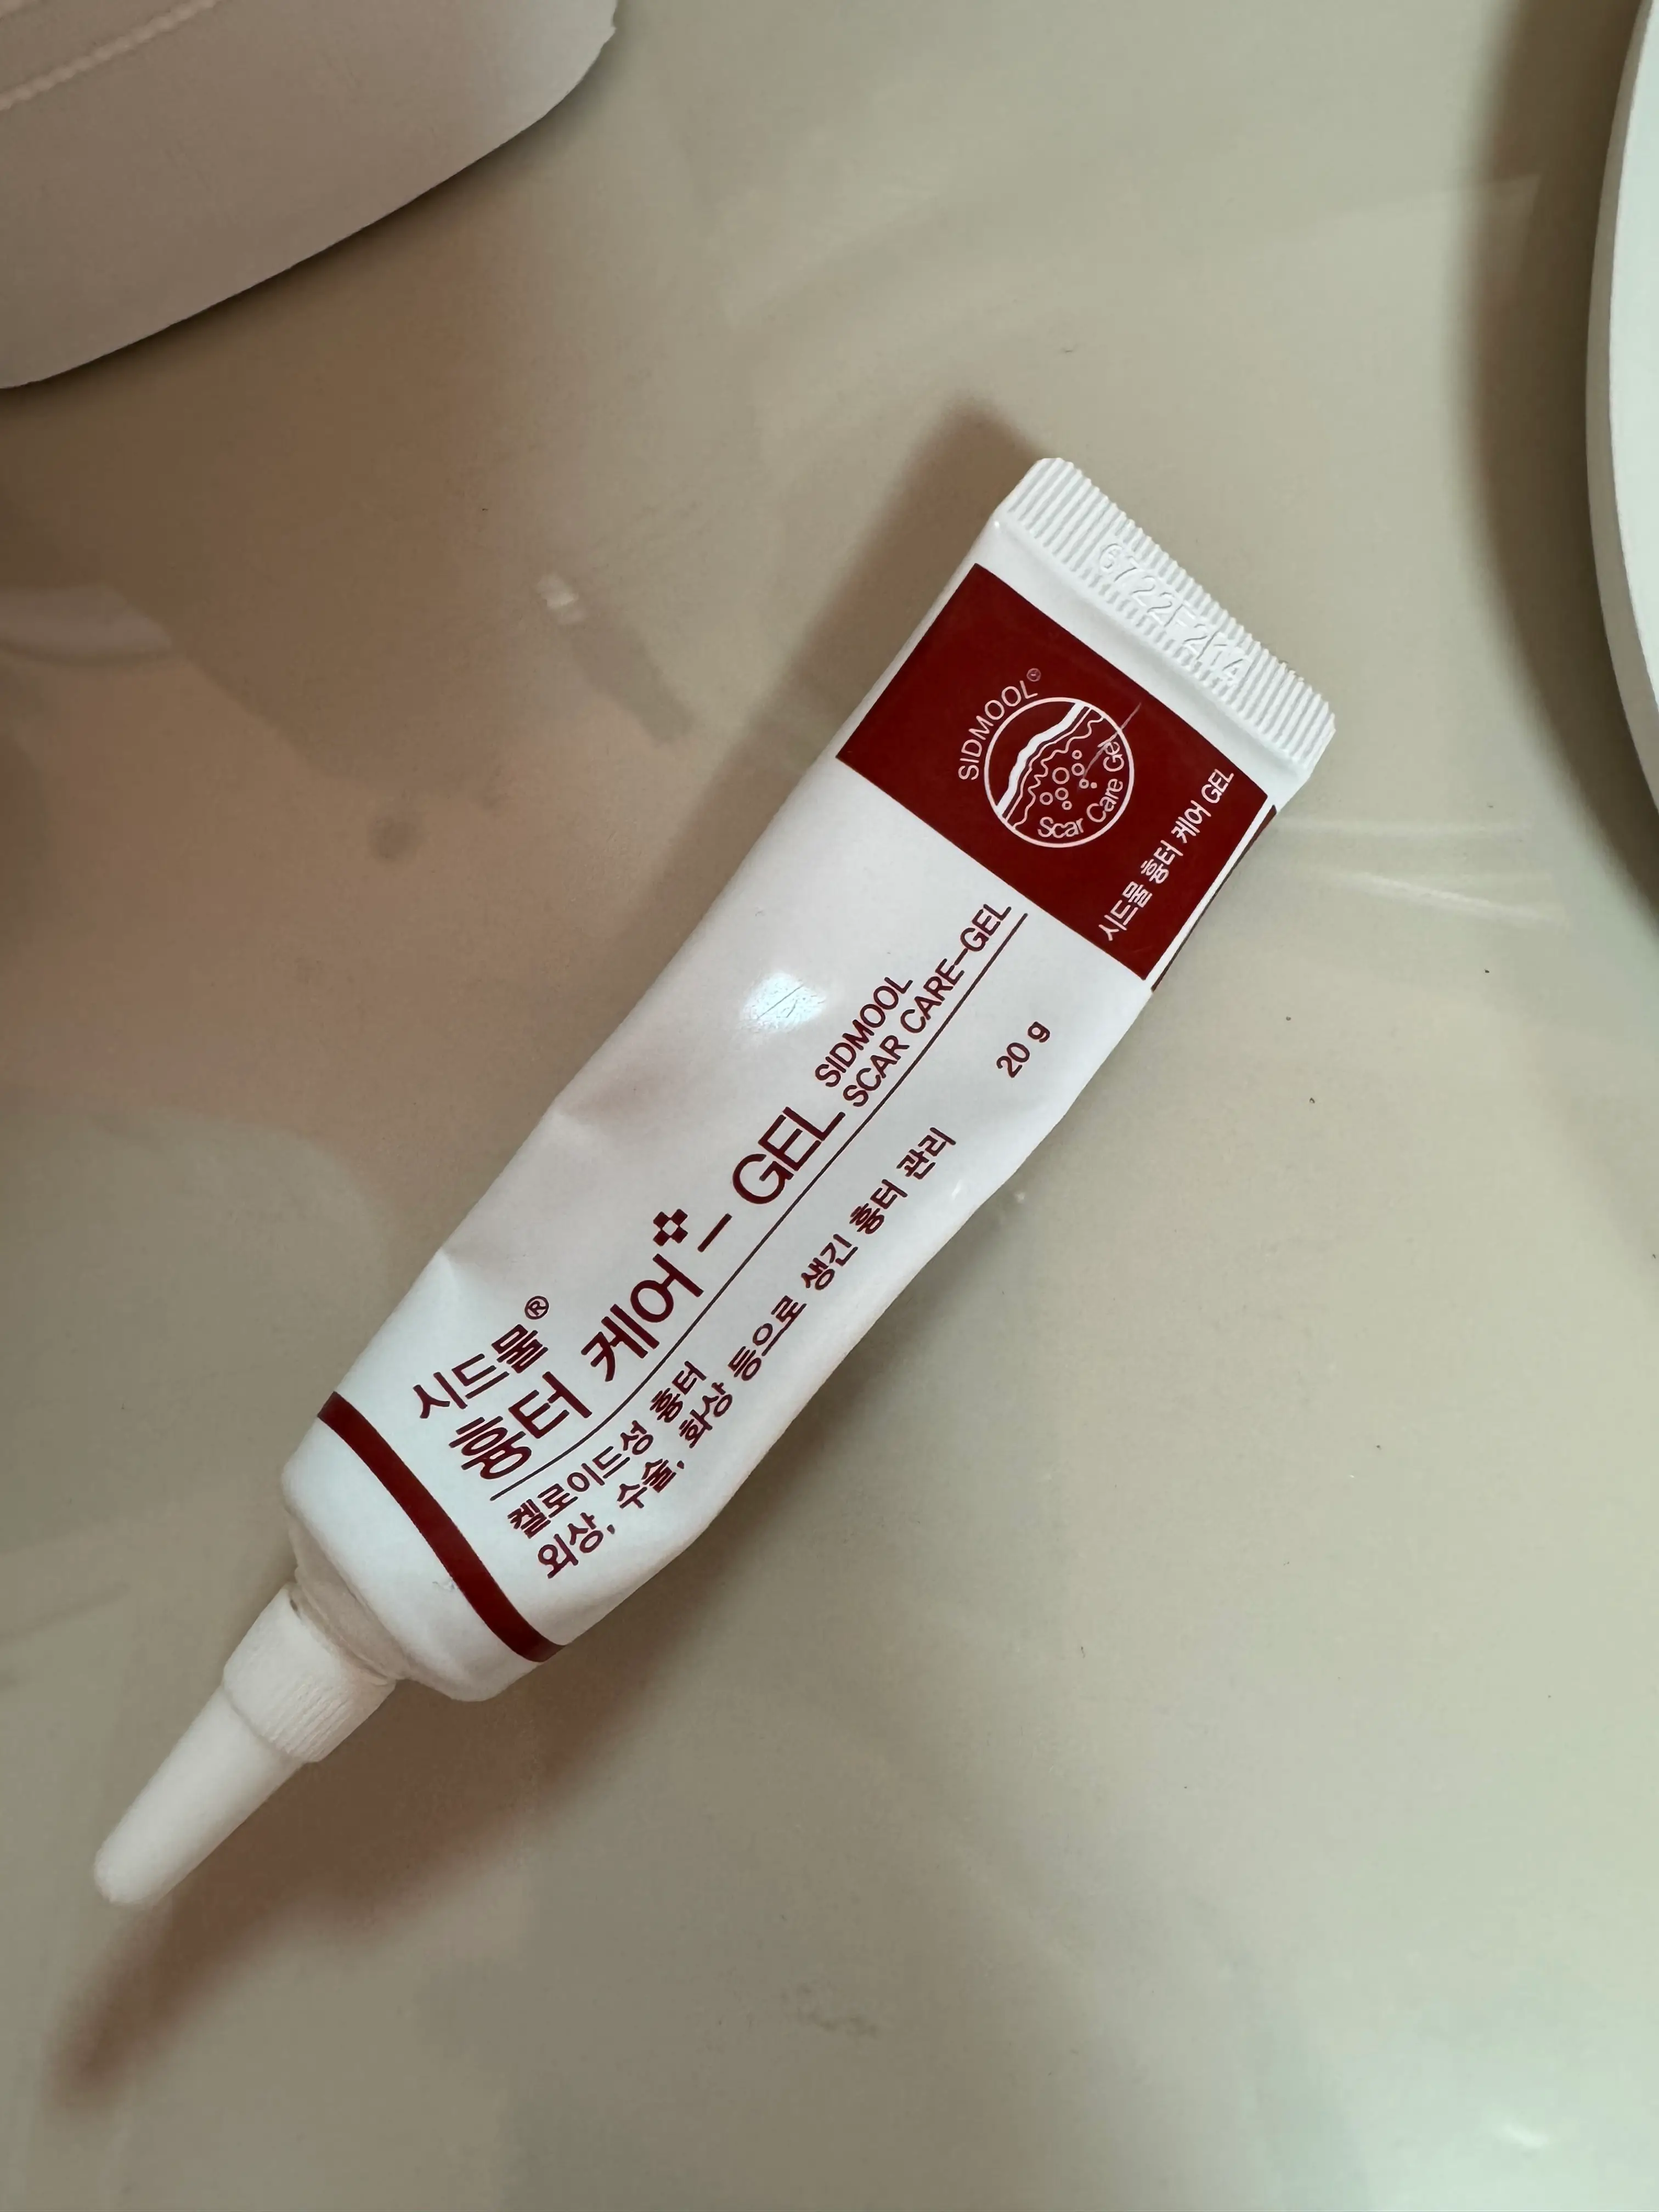 6722F214
SIDMOOL®
Scar Care Gel
시드물 흉터 케어 GEL
시드물®
흉터 케어 – GEL
SIDMOOL
SCAR CARE-GEL
켈로이드성 흉터
외상, 수술, 화상 등으로 생긴 흉터 관리
20 g